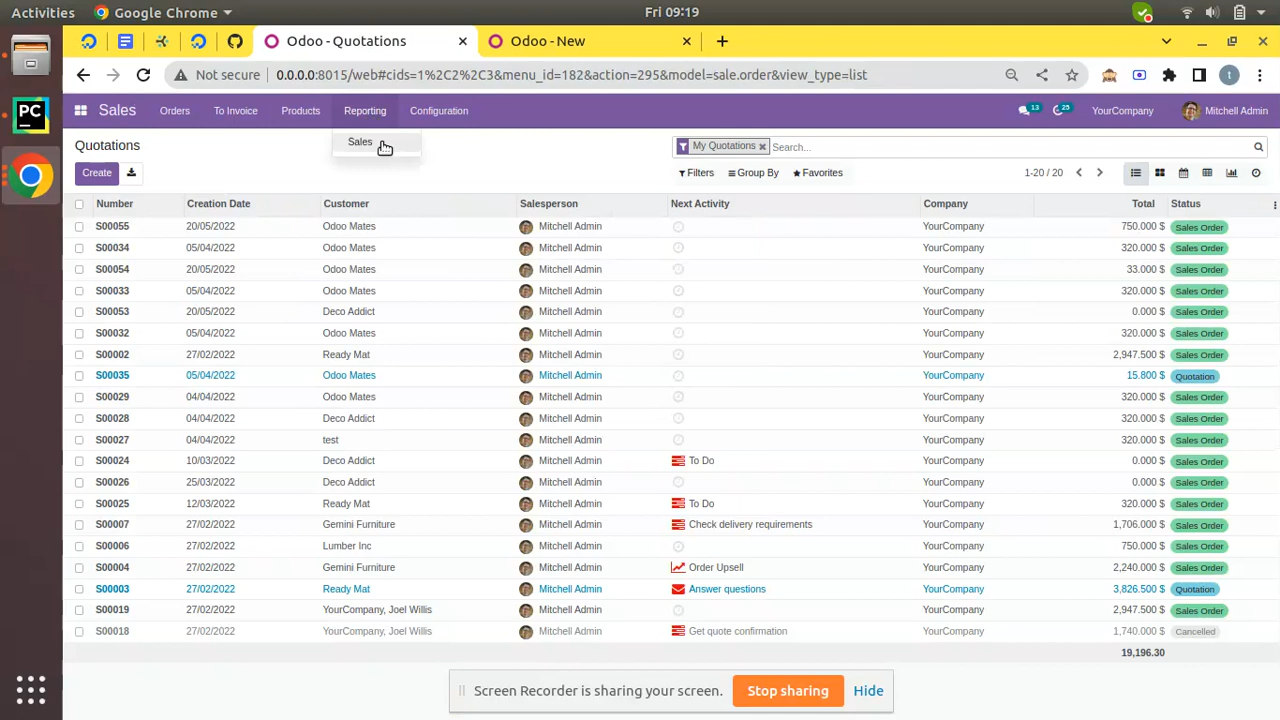 Activities Google Chrome Fri 09:19
Odoo - Quotations Odoo - New
Not secure 0.0.0.0:8015/web#cids=1%2C2%2C3&menu_id=182&action=295&model=sale.order&view_type=list
Sales Orders To Invoice Products Reporting Configuration 13 25 YourCompany Mitchell Admin
Sales
Quotations My Quotations Search...
Create Filters Group By Favorites 1-20 / 20
Number Creation Date Customer Salesperson Next Activity Company Total Status
S00055 20/05/2022 Odoo Mates Mitchell Admin YourCompany 750.000 $ Sales Order
S00034 05/04/2022 Odoo Mates Mitchell Admin YourCompany 320.000 $ Sales Order
S00054 20/05/2022 Odoo Mates Mitchell Admin YourCompany 33.000 $ Sales Order
S00033 05/04/2022 Odoo Mates Mitchell Admin YourCompany 320.000 $ Sales Order
S00053 20/05/2022 Deco Addict Mitchell Admin YourCompany 0.000 $ Sales Order
S00032 05/04/2022 Odoo Mates Mitchell Admin YourCompany 320.000 $ Sales Order
S00002 27/02/2022 Ready Mat Mitchell Admin YourCompany 2,947.500 $ Sales Order
S00035 05/04/2022 Odoo Mates Mitchell Admin YourCompany 15.800 $ Quotation
S00029 04/04/2022 Odoo Mates Mitchell Admin YourCompany 320.000 $ Sales Order
S00028 04/04/2022 Deco Addict Mitchell Admin YourCompany 320.000 $ Sales Order
S00027 04/04/2022 test Mitchell Admin YourCompany 320.000 $ Sales Order
S00024 10/03/2022 Deco Addict Mitchell Admin To Do YourCompany 0.000 $ Sales Order
S00026 25/03/2022 Deco Addict Mitchell Admin YourCompany 0.000 $ Sales Order
S00025 12/03/2022 Ready Mat Mitchell Admin To Do YourCompany 320.000 $ Sales Order
S00007 27/02/2022 Gemini Furniture Mitchell Admin Check delivery requirements YourCompany 1,706.000 $ Sales Order
S00006 27/02/2022 Lumber Inc Mitchell Admin YourCompany 750.000 $ Sales Order
S00004 27/02/2022 Gemini Furniture Mitchell Admin Order Upsell YourCompany 2,240.000 $ Sales Order
S00003 27/02/2022 Ready Mat Mitchell Admin Answer questions YourCompany 3,826.500 $ Quotation
S00019 27/02/2022 YourCompany, Joel Willis Mitchell Admin YourCompany 2,947.500 $ Sales Order
S00018 27/02/2022 YourCompany, Joel Willis Mitchell Admin Get quote confirmation YourCompany 1,740.000 $ Cancelled
19,196.30
Screen Recorder is sharing your screen. Stop sharing Hide